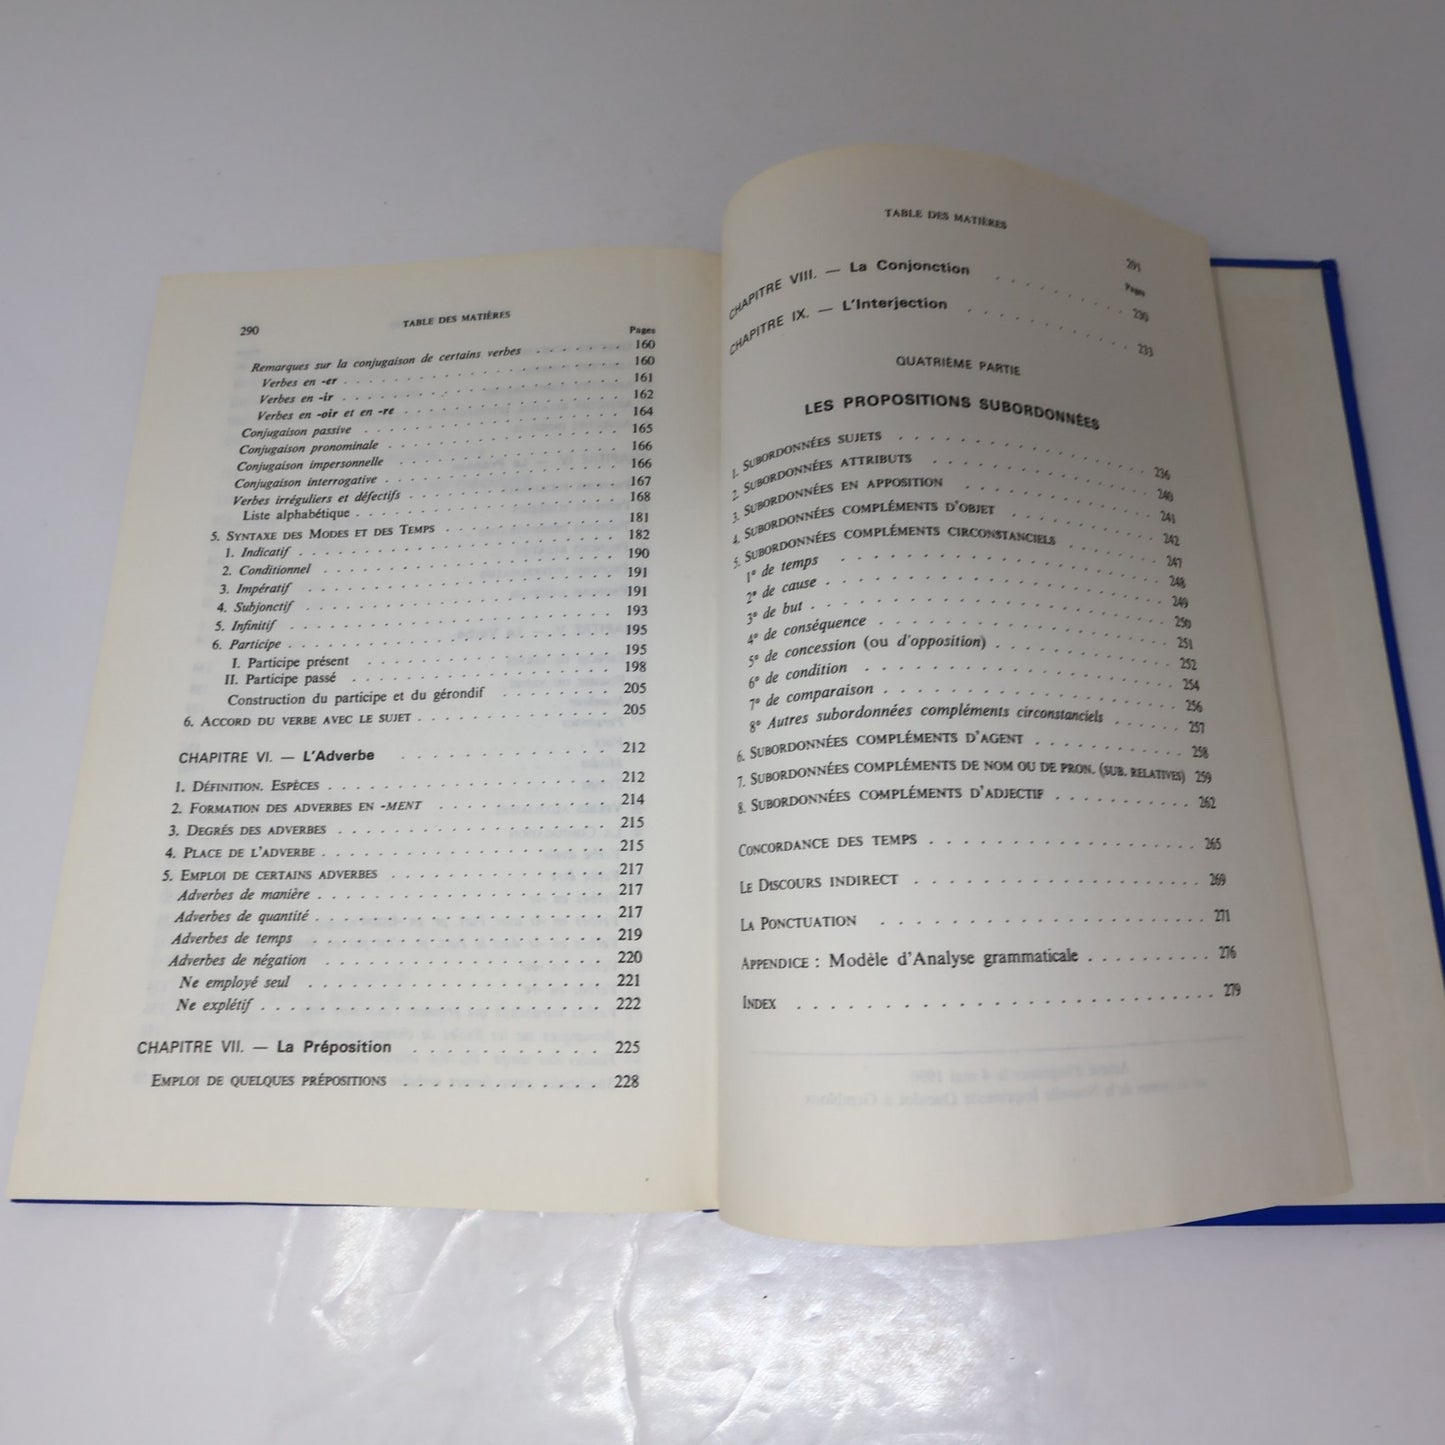 290
TABLE DES MATIÈRES
Pages
Remarques sur la conjugaison de certains verbes . . . . . . . 160
Verbes en -er . . . . . . . . . . . . . . . . . . . . 160
Verbes en -ir . . . . . . . . . . . . . . . . . . . . 161
Verbes en -oir et en -re . . . . . . . . . . . . . . . 162
Conjugaison passive . . . . . . . . . . . . . . . . . 164
Conjugaison pronominale . . . . . . . . . . . . . . . 165
Conjugaison impersonnelle . . . . . . . . . . . . . . 166
Conjugaison interrogative . . . . . . . . . . . . . . 166
Verbes irréguliers et défectifs . . . . . . . . . . . . 167
Liste alphabétique . . . . . . . . . . . . . . . . . . 168
5. SYNTAXE DES MODES ET DES TEMPS . . . . . . . . . . . 181
1. Indicatif . . . . . . . . . . . . . . . . . . . . . 182
2. Conditionnel . . . . . . . . . . . . . . . . . . . 190
3. Impératif . . . . . . . . . . . . . . . . . . . . . 191
4. Subjonctif . . . . . . . . . . . . . . . . . . . . 191
5. Infinitif . . . . . . . . . . . . . . . . . . . . . 193
6. Participe . . . . . . . . . . . . . . . . . . . . . 195
I. Participe présent . . . . . . . . . . . . . . . . 195
II. Participe passé . . . . . . . . . . . . . . . . . 198
Construction du participe et du gérondif . . . . . . . . 205
6. ACCORD DU VERBE AVEC LE SUJET . . . . . . . . . . . . 205
CHAPITRE VI. — L'Adverbe . . . . . . . . . . . . . 212
1. DÉFINITION. ESPÈCES . . . . . . . . . . . . . . . . 212
2. FORMATION DES ADVERBES EN -MENT . . . . . . . . . . 214
3. DEGRÉS DES ADVERBES . . . . . . . . . . . . . . . . 215
4. PLACE DE L'ADVERBE . . . . . . . . . . . . . . . . . 215
5. EMPLOI DE CERTAINS ADVERBES . . . . . . . . . . . . . 217
Adverbes de manière . . . . . . . . . . . . . . . . . 217
Adverbes de quantité . . . . . . . . . . . . . . . . . 217
Adverbes de temps . . . . . . . . . . . . . . . . . . 219
Adverbes de négation . . . . . . . . . . . . . . . . . 220
Ne employé seul . . . . . . . . . . . . . . . . . . 221
Ne explétif . . . . . . . . . . . . . . . . . . . . 222
CHAPITRE VII. — La Préposition . . . . . . . . . . . 225
EMPLOI DE QUELQUES PRÉPOSITIONS . . . . . . . . . . . . 228
TABLE DES MATIÈRES
291
Pages
CHAPITRE VIII. — La Conjonction . . . . . . . . . . . 230
CHAPITRE IX. — L'Interjection . . . . . . . . . . . . 233
QUATRIÈME PARTIE
LES PROPOSITIONS SUBORDONNÉES
1. SUBORDONNÉES SUJETS . . . . . . . . . . . . . . . . 236
2. SUBORDONNÉES ATTRIBUTS . . . . . . . . . . . . . . . 240
3. SUBORDONNÉES EN APPOSITION . . . . . . . . . . . . . 241
4. SUBORDONNÉES COMPLÉMENTS D'OBJET . . . . . . . . . . 242
5. SUBORDONNÉES COMPLÉMENTS CIRCONSTANCIELS . . . . . . . 247
1° de temps . . . . . . . . . . . . . . . . . . . . . 248
2° de cause . . . . . . . . . . . . . . . . . . . . . 249
3° de but . . . . . . . . . . . . . . . . . . . . . . 250
4° de conséquence . . . . . . . . . . . . . . . . . . 251
5° de concession (ou d'opposition) . . . . . . . . . . . 252
6° de condition . . . . . . . . . . . . . . . . . . . 254
7° de comparaison . . . . . . . . . . . . . . . . . . 256
8° Autres subordonnées compléments circonstanciels . . . . . . 257
6. SUBORDONNÉES COMPLÉMENTS D'AGENT . . . . . . . . . . . 258
7. SUBORDONNÉES COMPLÉMENTS DE NOM OU DE PRON. (SUB. RELATIVES) 259
8. SUBORDONNÉES COMPLÉMENTS D'ADJECTIF . . . . . . . . . . 262
CONCORDANCE DES TEMPS . . . . . . . . . . . . . . . . . 265
LE DISCOURS INDIRECT . . . . . . . . . . . . . . . . . 269
LA PONCTUATION . . . . . . . . . . . . . . . . . . . . 271
APPENDICE : Modèle d'Analyse grammaticale . . . . . . . . . . 276
INDEX . . . . . . . . . . . . . . . . . . . . . . . . 279